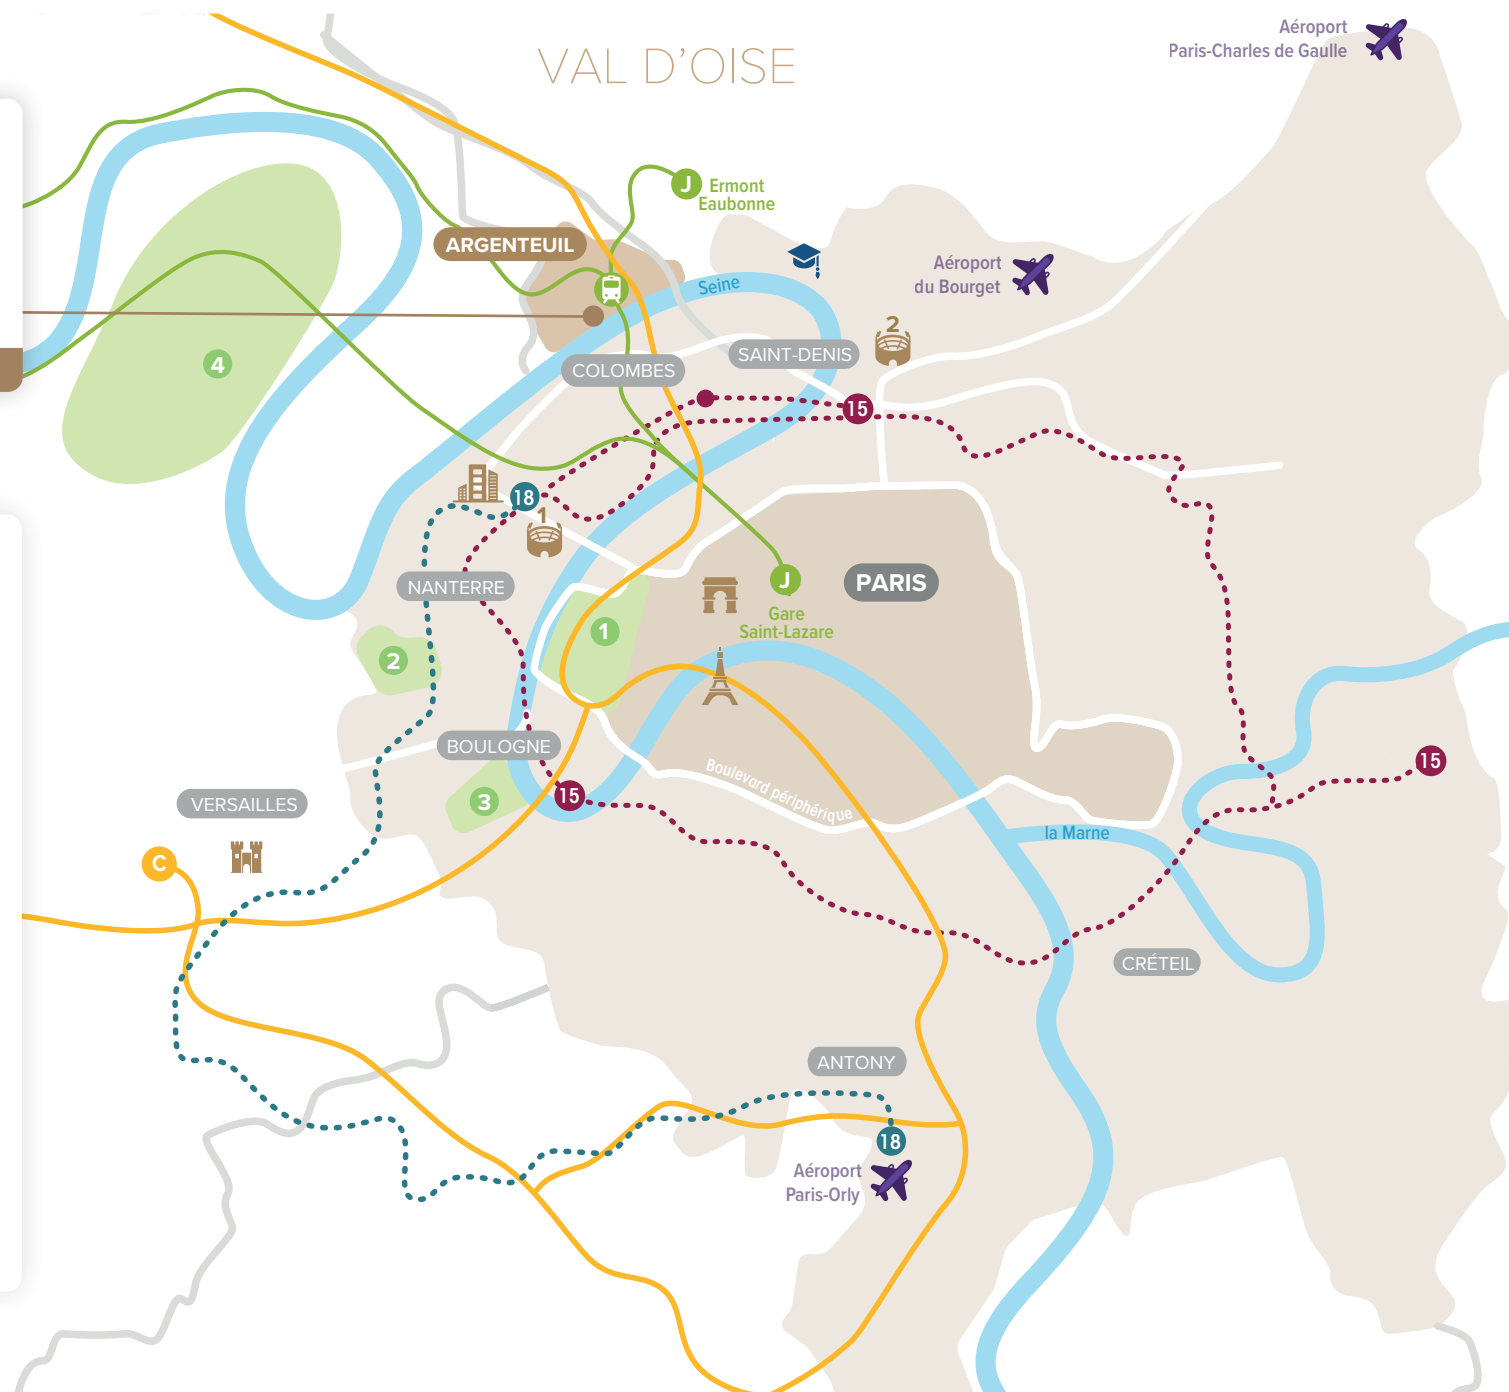 Aéroport
Paris-Charles de Gaulle
VAL D'OISE
J
Ermont
Eaubonne
ARGENTEUIL
Aéroport
du Bourget
Seine
2
SAINT-DENIS
COLOMBES
4
15
18
1
NANTERRE
J
PARIS
Gare
Saint-Lazare
1
2
BOULOGNE
15
Boulevard périphérique
15
3
VERSAILLES
la Marne
C
CRÉTEIL
ANTONY
18
Aéroport
Paris-Orly